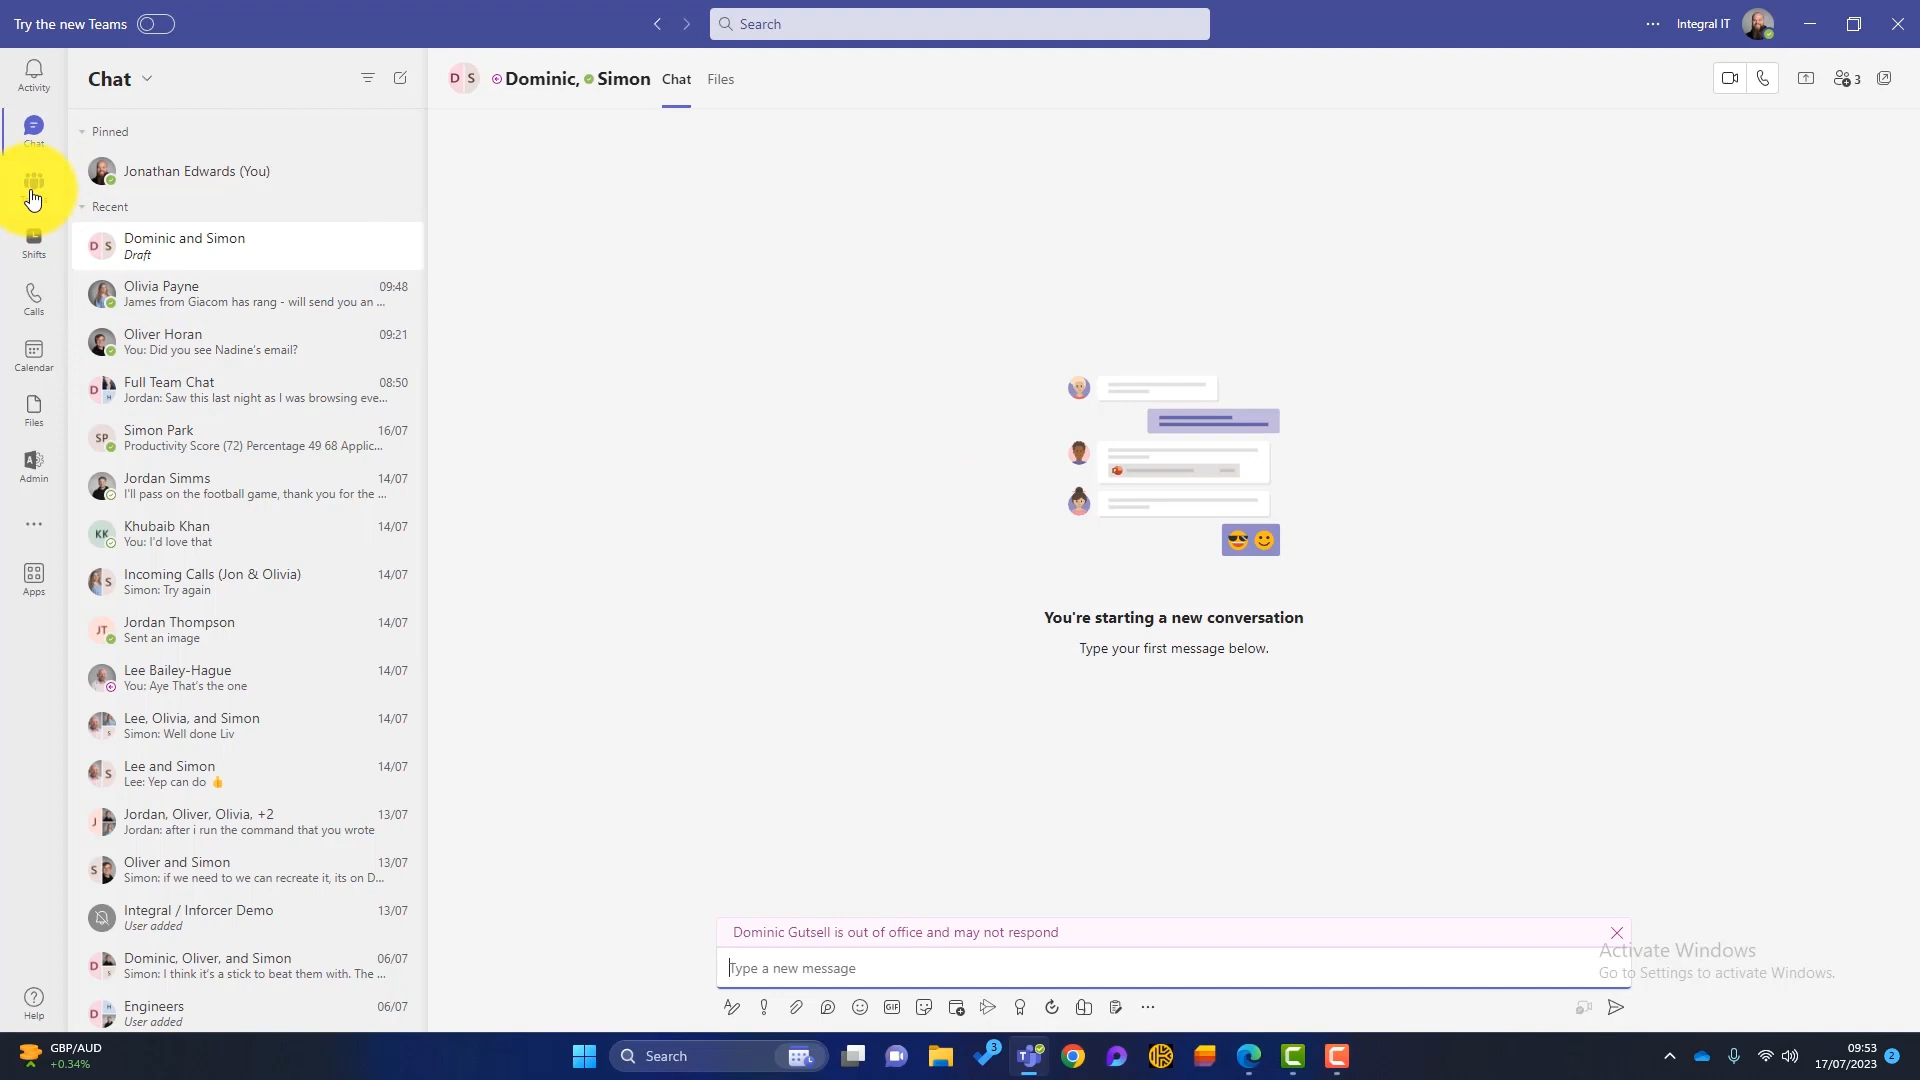 Try the new Teams
Search
Integral IT
Activity
Chat
Shifts
Calls
Calendar
Files
Admin
Apps
Help
Chat
Pinned
Jonathan Edwards (You)
Recent
D S
Dominic and Simon
Draft
Olivia Payne 09:48
James from Giacom has rang - will send you an ...
Oliver Horan 09:21
You: Did you see Nadine's email?
D H
Full Team Chat 08:50
Jordan: Saw this last night as I was browsing eve...
SP
Simon Park 16/07
Productivity Score (72) Percentage 49 68 Applic...
Jordan Simms 14/07
I'll pass on the football game, thank you for the ...
KK
Khubaib Khan 14/07
You: I'd love that
S
Incoming Calls (Jon & Olivia) 14/07
Simon: Try again
JT
Jordan Thompson 14/07
Sent an image
Lee Bailey-Hague 14/07
You: Aye That's the one
S
Lee, Olivia, and Simon 14/07
Simon: Well done Liv
S
Lee and Simon 14/07
Lee: Yep can do 👍
J
Jordan, Oliver, Olivia, +2 13/07
Jordan: after i run the command that you wrote
S
Oliver and Simon 13/07
Simon: if we need to we can recreate it, its on D...
Integral / Inforcer Demo 13/07
User added
D S
Dominic, Oliver, and Simon 06/07
Simon: I think it's a stick to beat them with. The ...
D H S
Engineers 06/07
User added
D S
Dominic, Simon Chat Files
3
You're starting a new conversation
Type your first message below.
Dominic Gutsell is out of office and may not respond
Type a new message
GIF
Activate Windows
Go to Settings to activate Windows.
GBP/AUD
+0.34%
Search
3
09:53
17/07/2023
2